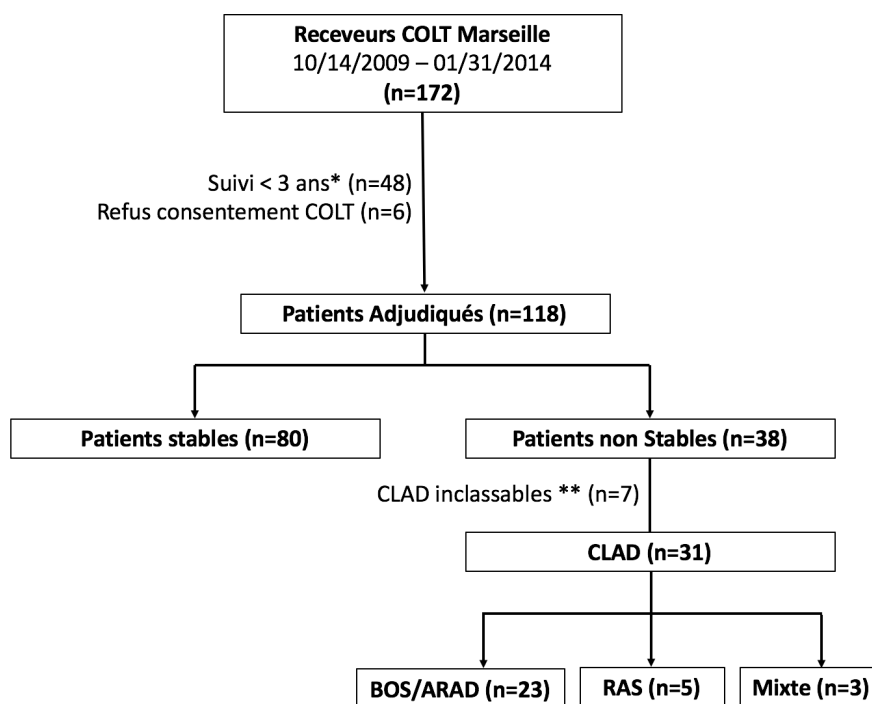 Receveurs COLT Marseille
10/14/2009 – 01/31/2014
(n=172)
Suivi < 3 ans* (n=48)
Refus consentement COLT (n=6)
Patients Adjudiqués (n=118)
Patients stables (n=80)
Patients non Stables (n=38)
CLAD inclassables ** (n=7)
CLAD (n=31)
BOS/ARAD (n=23)
RAS (n=5)
Mixte (n=3)